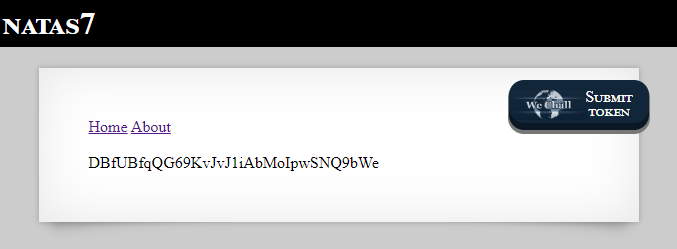 NATAS7
We Chall
SUBMIT
TOKEN
Home About
DBfUBfqQG69KvJvJ1iAbMoIpwSNQ9bWe